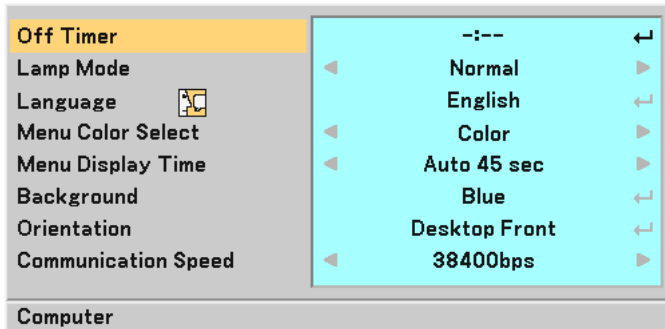 Off Timer -:--
Lamp Mode Normal
Language English
Menu Color Select Color
Menu Display Time Auto 45 sec
Background Blue
Orientation Desktop Front
Communication Speed 38400bps
Computer